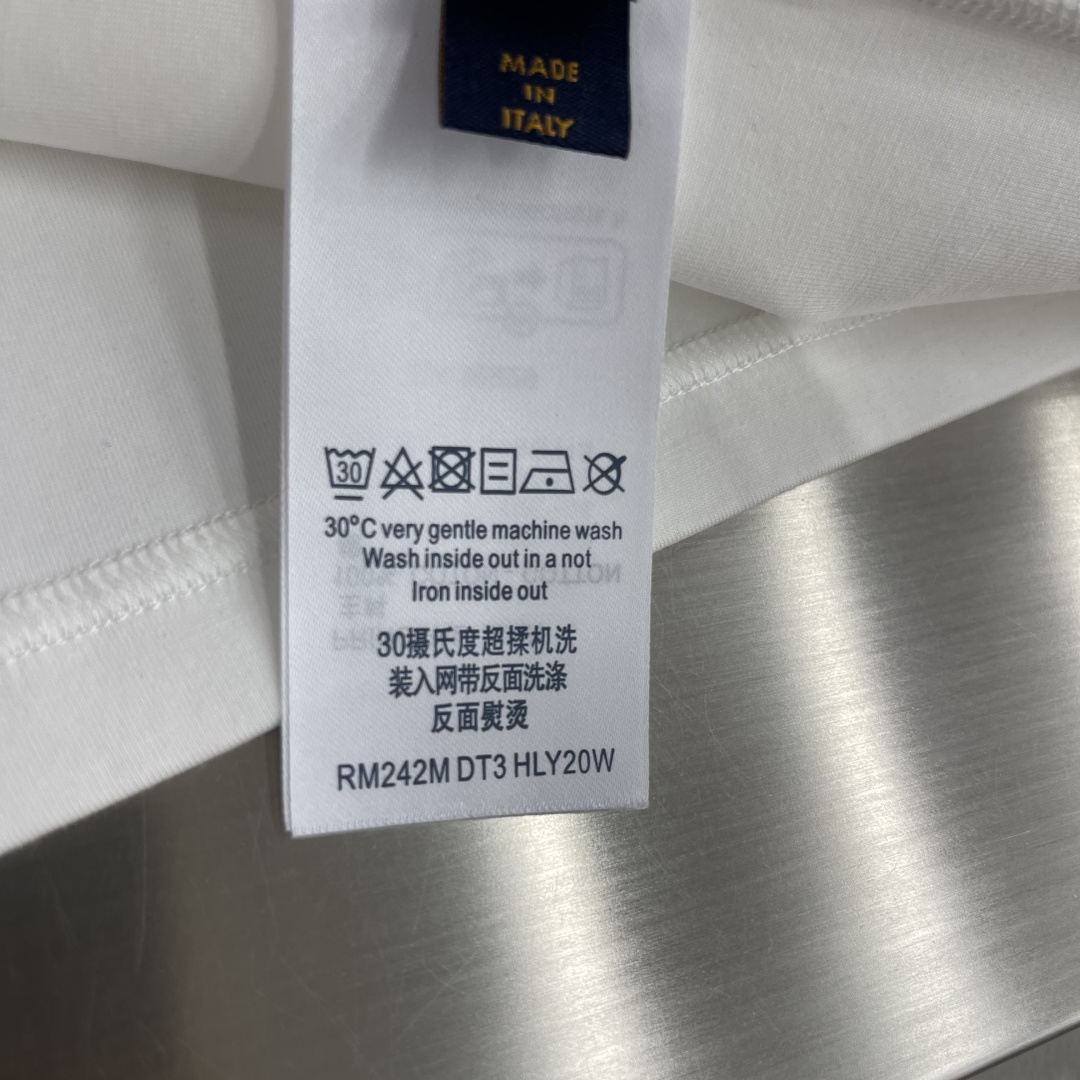 MADE
IN
ITALY
30
30°C very gentle machine wash
Wash inside out in a not
Iron inside out
30摄氏度超揉机洗
装入网带反面洗涤
反面熨烫
RM242M DT3 HLY20W